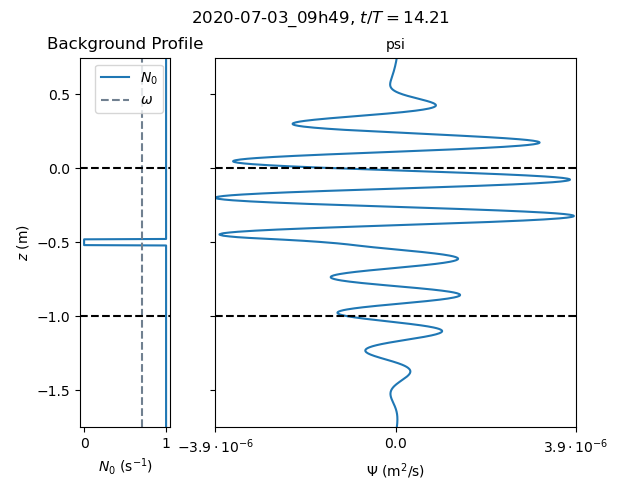 2020-07-03_09h49, t/T = 14.21
Background Profile
psi
N₀
ω
0.5
0.0
−0.5
−1.0
−1.5
z (m)
0 1
N₀ (s⁻¹)
−3.9 · 10⁻⁶ 0.0 3.9 · 10⁻⁶
Ψ (m²/s)